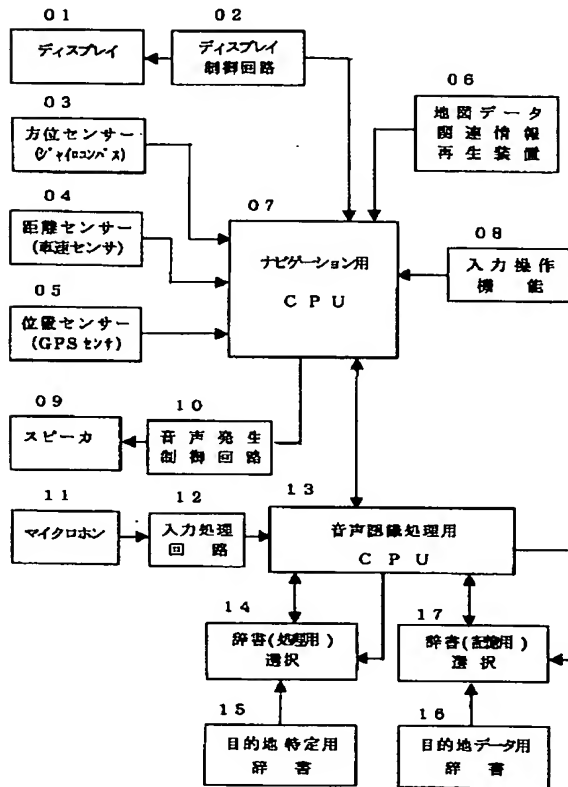 01
ディスプレイ
02
ディスプレイ
制御回路
03
方位センサー
(ジャイロコンパス)
04
距離センサー
(車速センサ)
05
位置センサー
(GPSセンサ)
06
地図データ
関連情報
再生装置
07
ナビゲーション用
CPU
08
入力操作
機能
09
スピーカ
10
音声発生
制御回路
11
マイクロホン
12
入力処理
回路
13
音声認識処理用
CPU
14
辞書(処理用)
選択
15
目的地特定用
辞書
17
辞書(記憶用)
選択
16
目的地データ用
辞書